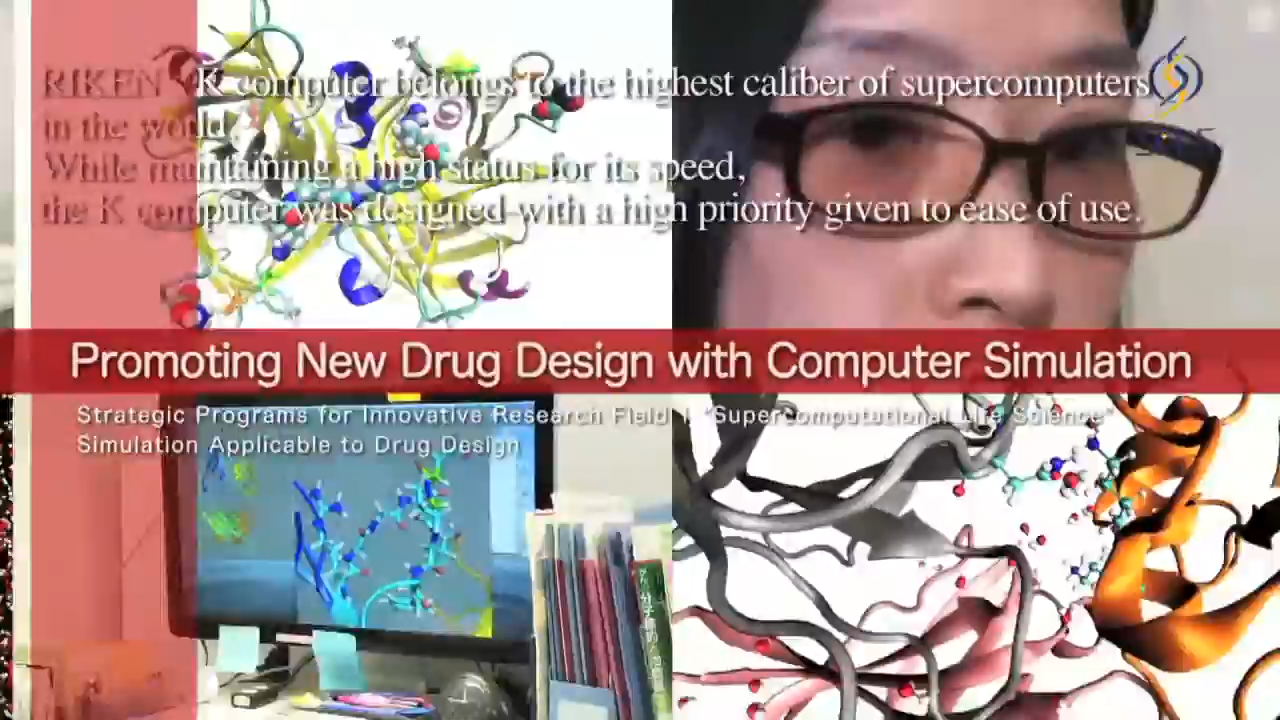 RIKEN K computer belongs to the highest caliber of supercomputers
in the world.
While maintaining a high status for its speed,
the K computer was designed with a high priority given to ease of use.
Promoting New Drug Design with Computer Simulation
Strategic Programs for Innovative Research Field 1 "Supercomputational Life Science"
Simulation Applicable to Drug Design